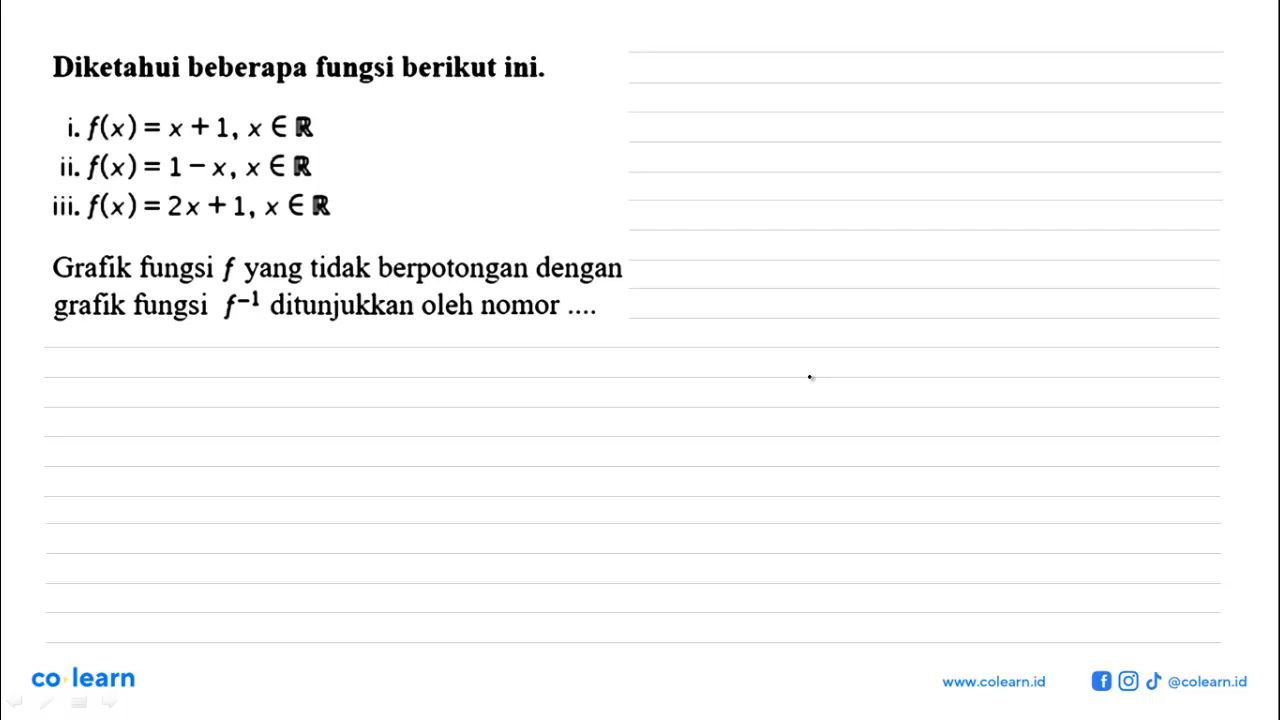 Diketahui beberapa fungsi berikut ini.
i. f(x) = x + 1, x ∈ ℝ
ii. f(x) = 1 − x, x ∈ ℝ
iii. f(x) = 2x + 1, x ∈ ℝ
Grafik fungsi f yang tidak berpotongan dengan
grafik fungsi f⁻¹ ditunjukkan oleh nomor ....
co·learn
www.colearn.id
@colearn.id